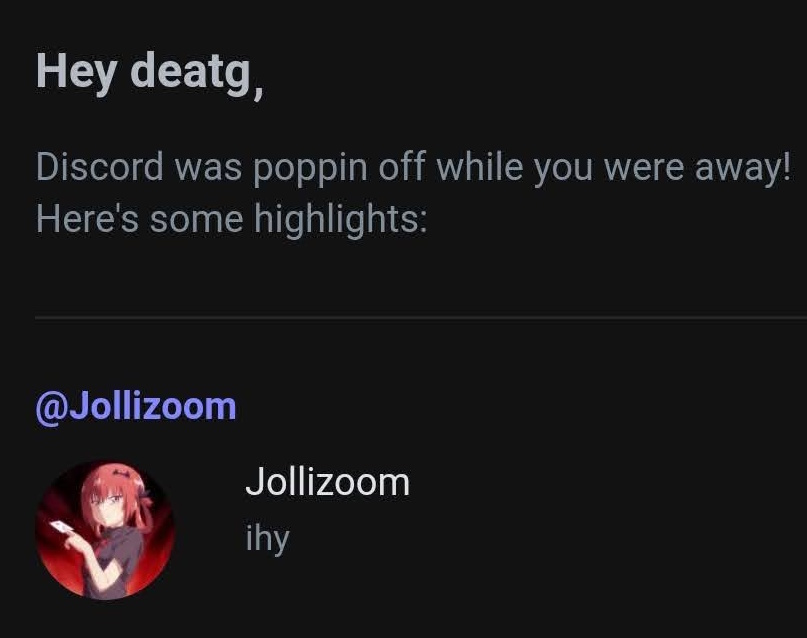 Hey deatg,
Discord was poppin off while you were away!
Here's some highlights:
@Jollizoom
Jollizoom
ihy